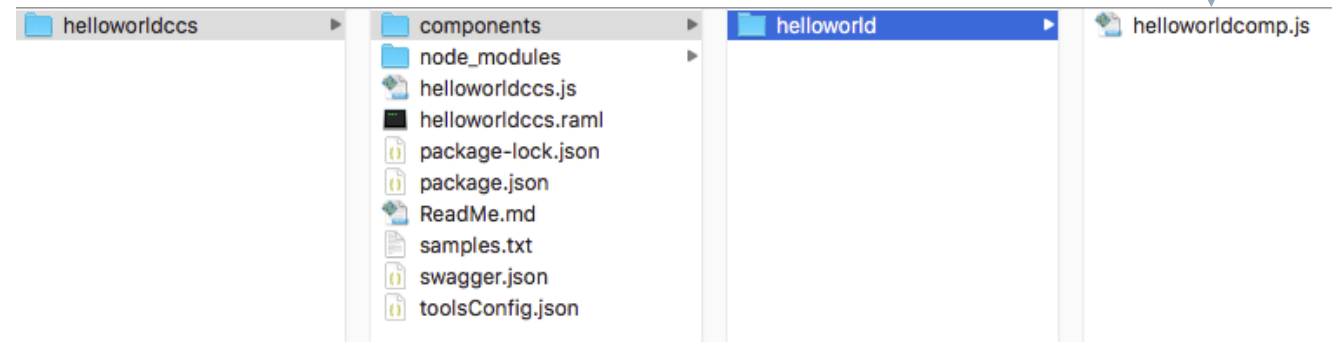 helloworldccs
components
node_modules
helloworldccs.js
helloworldccs.raml
package-lock.json
package.json
ReadMe.md
samples.txt
swagger.json
toolsConfig.json
helloworld
helloworldcomp.js